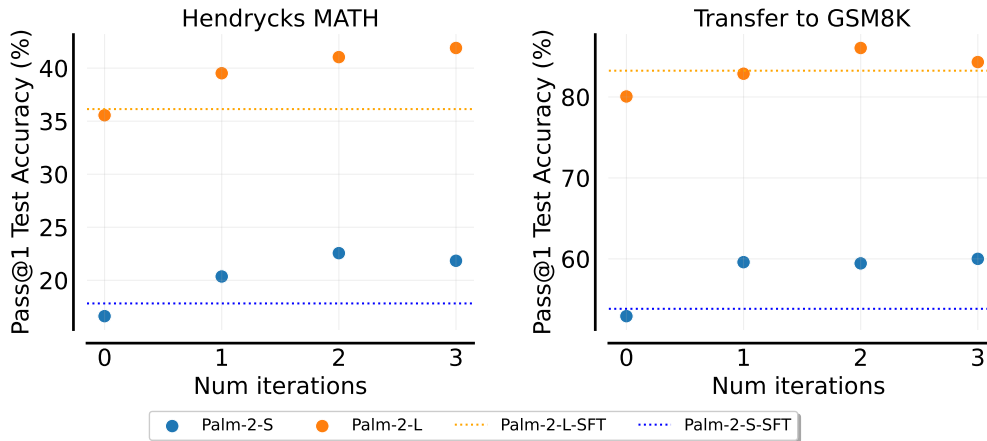 Hendrycks MATH
Pass@1 Test Accuracy (%)
40
35
30
25
20
0 1 2 3
Num iterations
Transfer to GSM8K
Pass@1 Test Accuracy (%)
80
70
60
0 1 2 3
Num iterations
Palm-2-S Palm-2-L Palm-2-L-SFT Palm-2-S-SFT